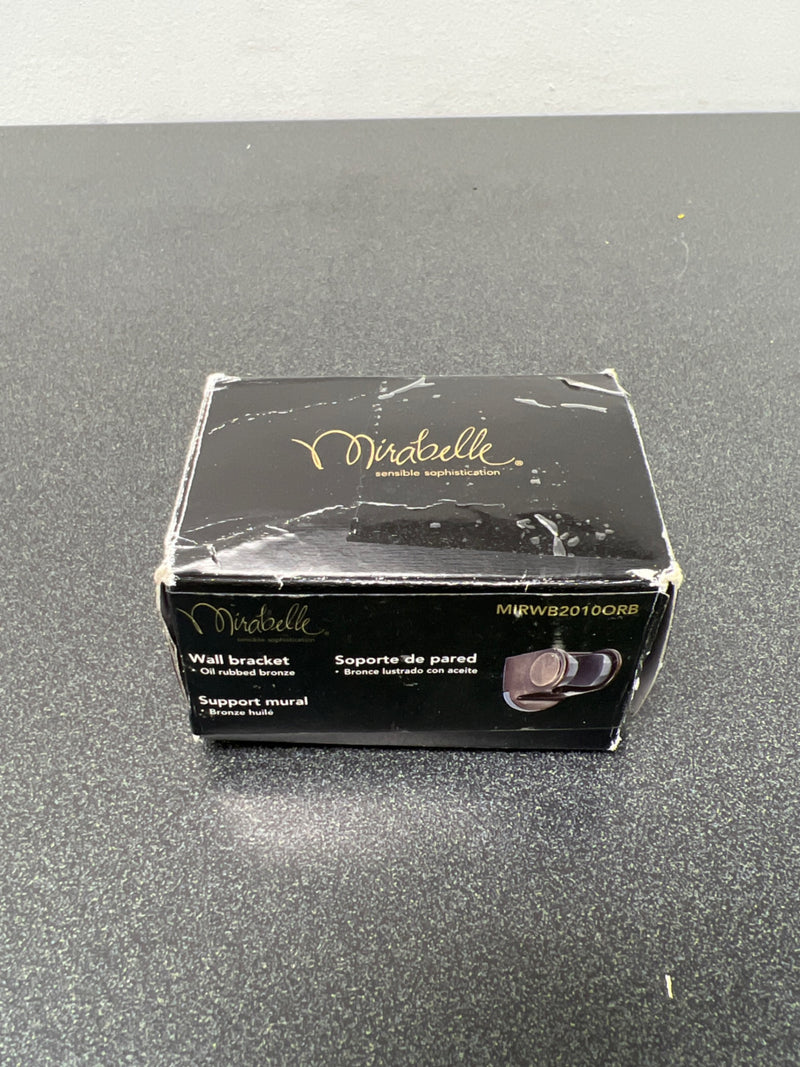 Mirabelle®
sensible sophistication
Mirabelle®
sensible sophistication
MIRWB2010ORB
Wall bracket
• Oil rubbed bronze
Soporte de pared
• Bronce lustrado con aceite
Support mural
• Bronze huilé